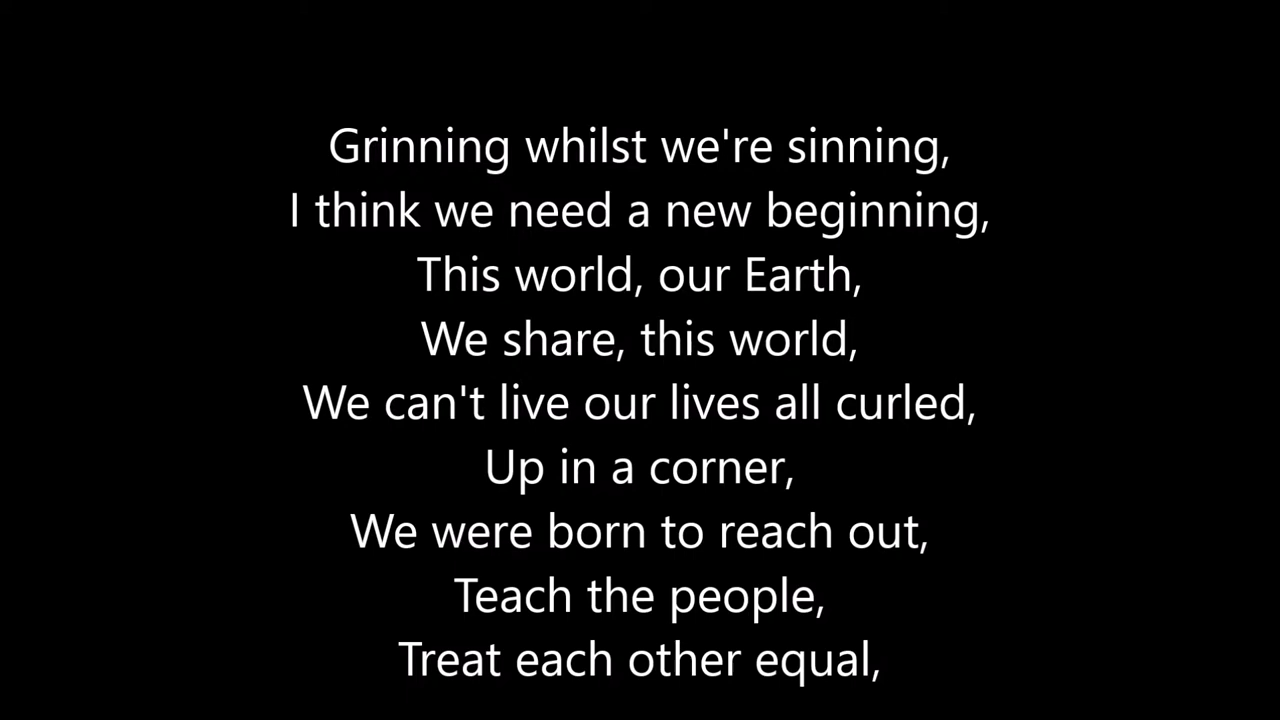 Grinning whilst we're sinning,
I think we need a new beginning,
This world, our Earth,
We share, this world,
We can't live our lives all curled,
Up in a corner,
We were born to reach out,
Teach the people,
Treat each other equal,